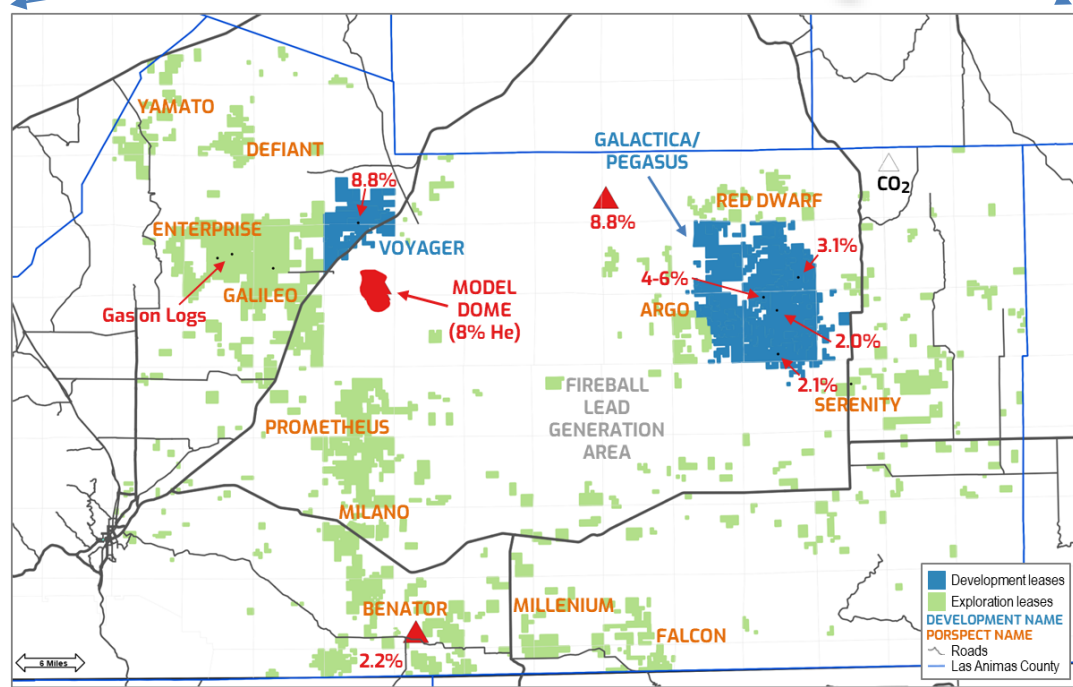 YAMATO
DEFIANT
GALACTICA/
PEGASUS
CO2
8.8%
RED DWARF
8.8%
ENTERPRISE
VOYAGER
3.1%
4-6%
MODEL
DOME
(8% He)
GALILEO
Gas on Logs
ARGO
2.0%
2.1%
SERENITY
FIREBALL
LEAD
GENERATION
AREA
PROMETHEUS
MILANO
BENATOR
MILLENIUM
FALCON
2.2%
6 Miles
Development leases
Exploration leases
DEVELOPMENT NAME
PORSPECT NAME
Roads
Las Animas County